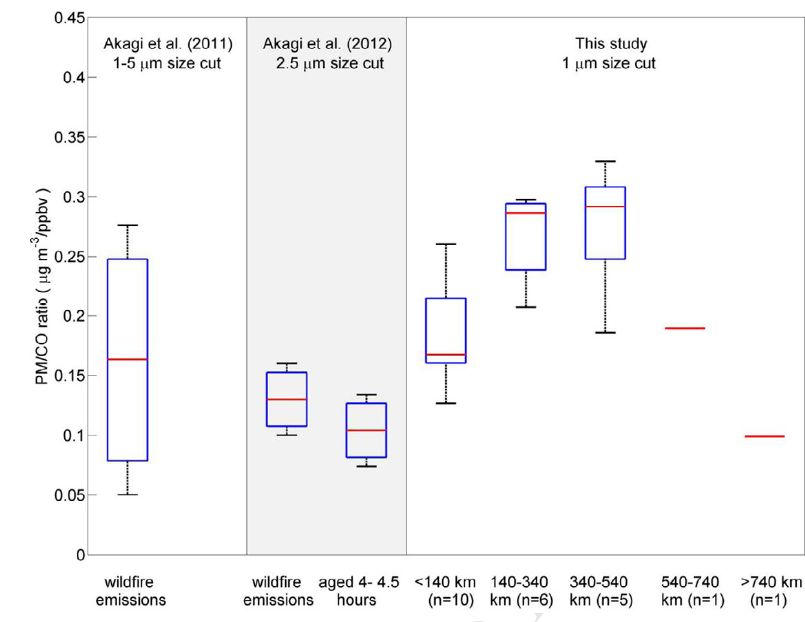 0.45
0.4
0.35
0.3
0.25
0.2
0.15
0.1
0.05
0
PM/CO ratio ( μg m⁻³/ppbv )
Akagi et al. (2011)
1-5 μm size cut
Akagi et al. (2012)
2.5 μm size cut
This study
1 μm size cut
wildfire
emissions
wildfire
emissions
aged 4- 4.5
hours
<140 km
(n=10)
140-340
km (n=6)
340-540
km (n=5)
540-740
km (n=1)
>740 km
(n=1)